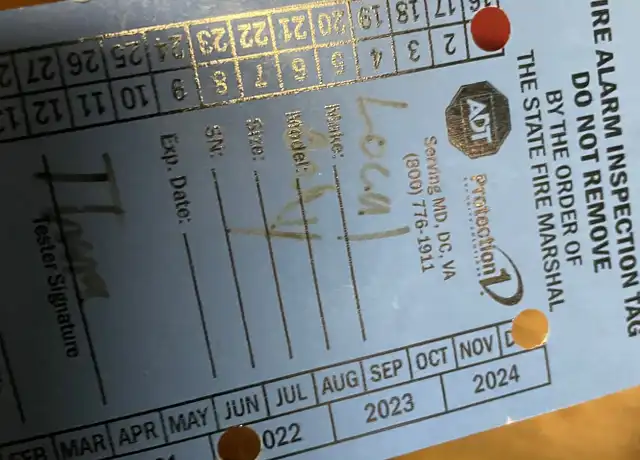 FIRE ALARM INSPECTION TAG
DO NOT REMOVE
BY THE ORDER OF
THE STATE FIRE MARSHAL
ADT
Protection 1
Serving MD, DC, VA
(800) 776-1911
Make: Local
Model: only
Size:
SN:
Exp. Date:
Tester Signature
16 17 18 19 20 21 22 23 24 25 26 27
2 3 4 5 6 7 8 9 10 11 12 13
MAR APR MAY JUN JUL AUG SEP OCT NOV D
022 2023 2024